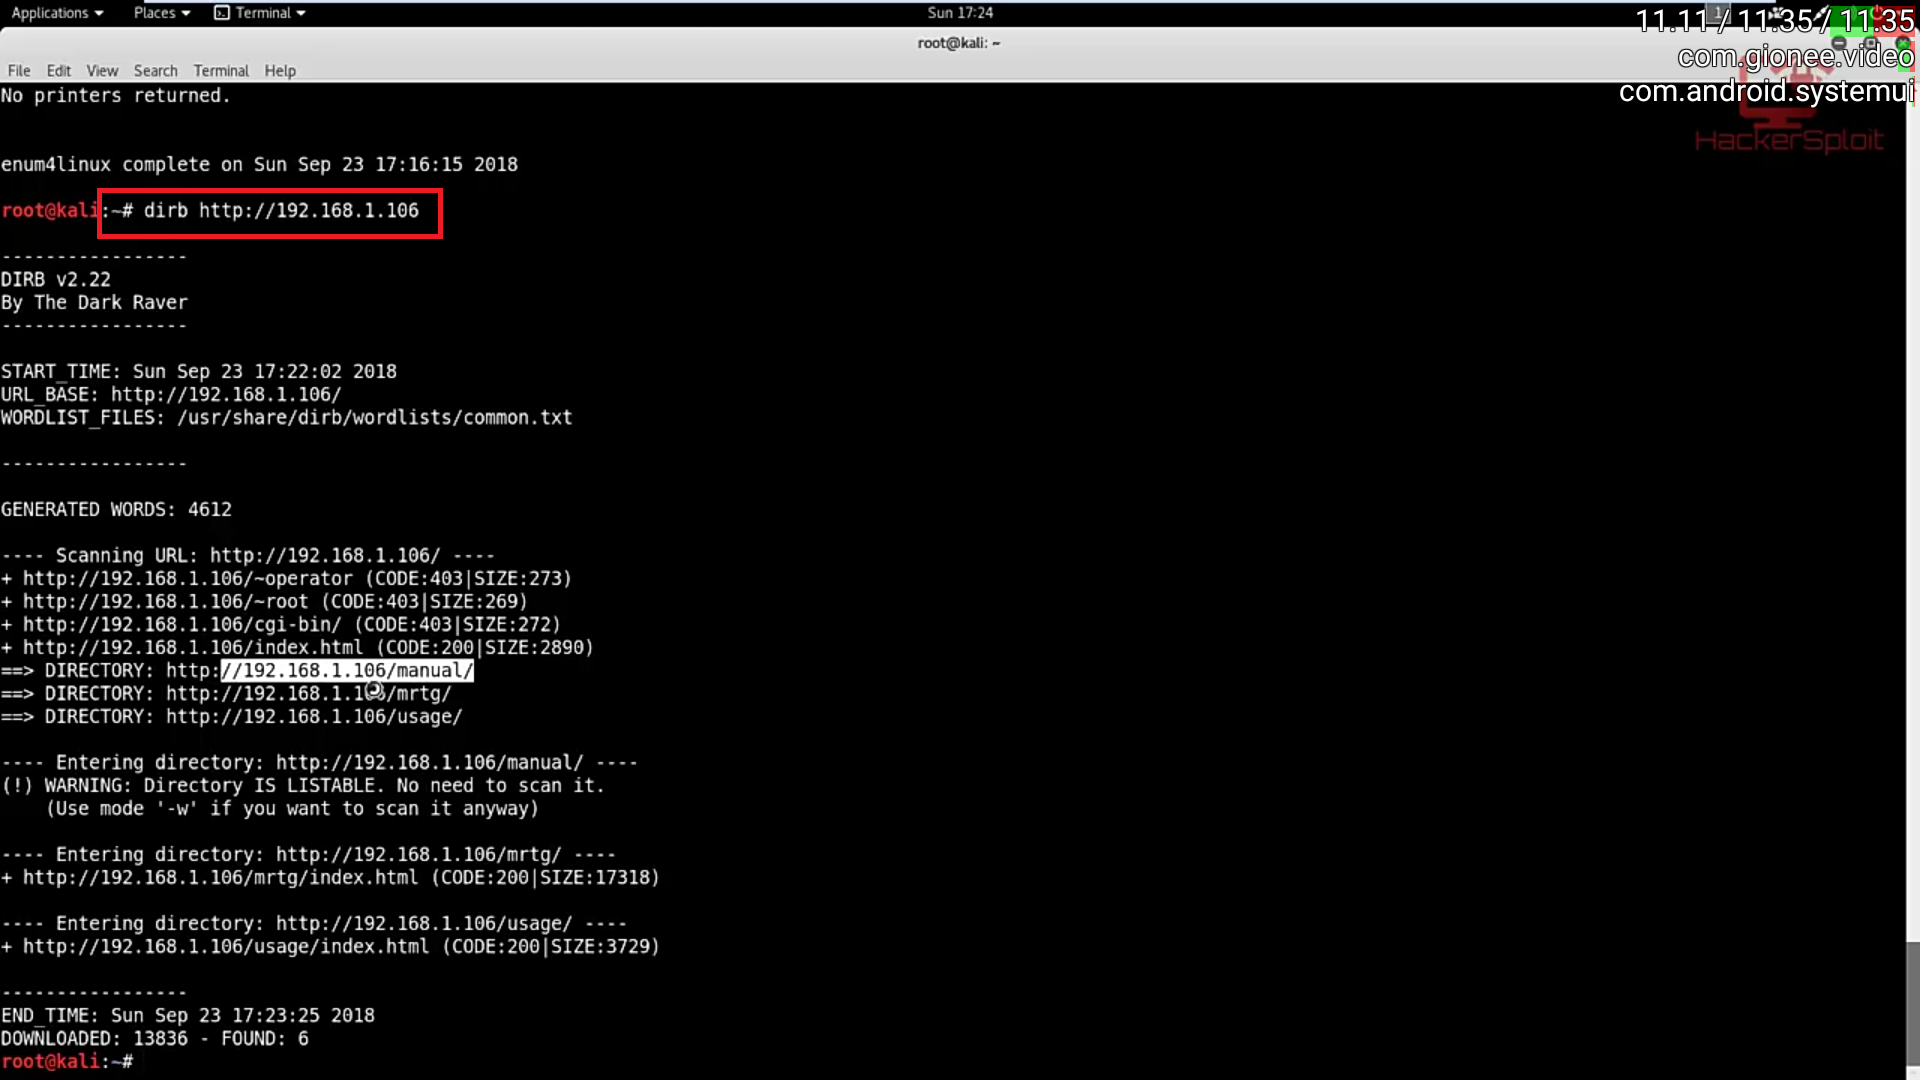 Applications Places Terminal Sun 17:24 1 11.11 / 11.35 / 11.35
root@kali: ~
com.gionee.video
File Edit View Search Terminal Help
com.android.systemui
No printers returned.
HackerSploit
enum4linux complete on Sun Sep 23 17:16:15 2018
root@kali:~# dirb http://192.168.1.106
-----------------
DIRB v2.22
By The Dark Raver
-----------------
START_TIME: Sun Sep 23 17:22:02 2018
URL_BASE: http://192.168.1.106/
WORDLIST_FILES: /usr/share/dirb/wordlists/common.txt
-----------------
GENERATED WORDS: 4612
---- Scanning URL: http://192.168.1.106/ ----
+ http://192.168.1.106/~operator (CODE:403|SIZE:273)
+ http://192.168.1.106/~root (CODE:403|SIZE:269)
+ http://192.168.1.106/cgi-bin/ (CODE:403|SIZE:272)
+ http://192.168.1.106/index.html (CODE:200|SIZE:2890)
==> DIRECTORY: http://192.168.1.106/manual/
==> DIRECTORY: http://192.168.1.106/mrtg/
==> DIRECTORY: http://192.168.1.106/usage/
---- Entering directory: http://192.168.1.106/manual/ ----
(!) WARNING: Directory IS LISTABLE. No need to scan it.
(Use mode '-w' if you want to scan it anyway)
---- Entering directory: http://192.168.1.106/mrtg/ ----
+ http://192.168.1.106/mrtg/index.html (CODE:200|SIZE:17318)
---- Entering directory: http://192.168.1.106/usage/ ----
+ http://192.168.1.106/usage/index.html (CODE:200|SIZE:3729)
-----------------
END_TIME: Sun Sep 23 17:23:25 2018
DOWNLOADED: 13836 - FOUND: 6
root@kali:~#